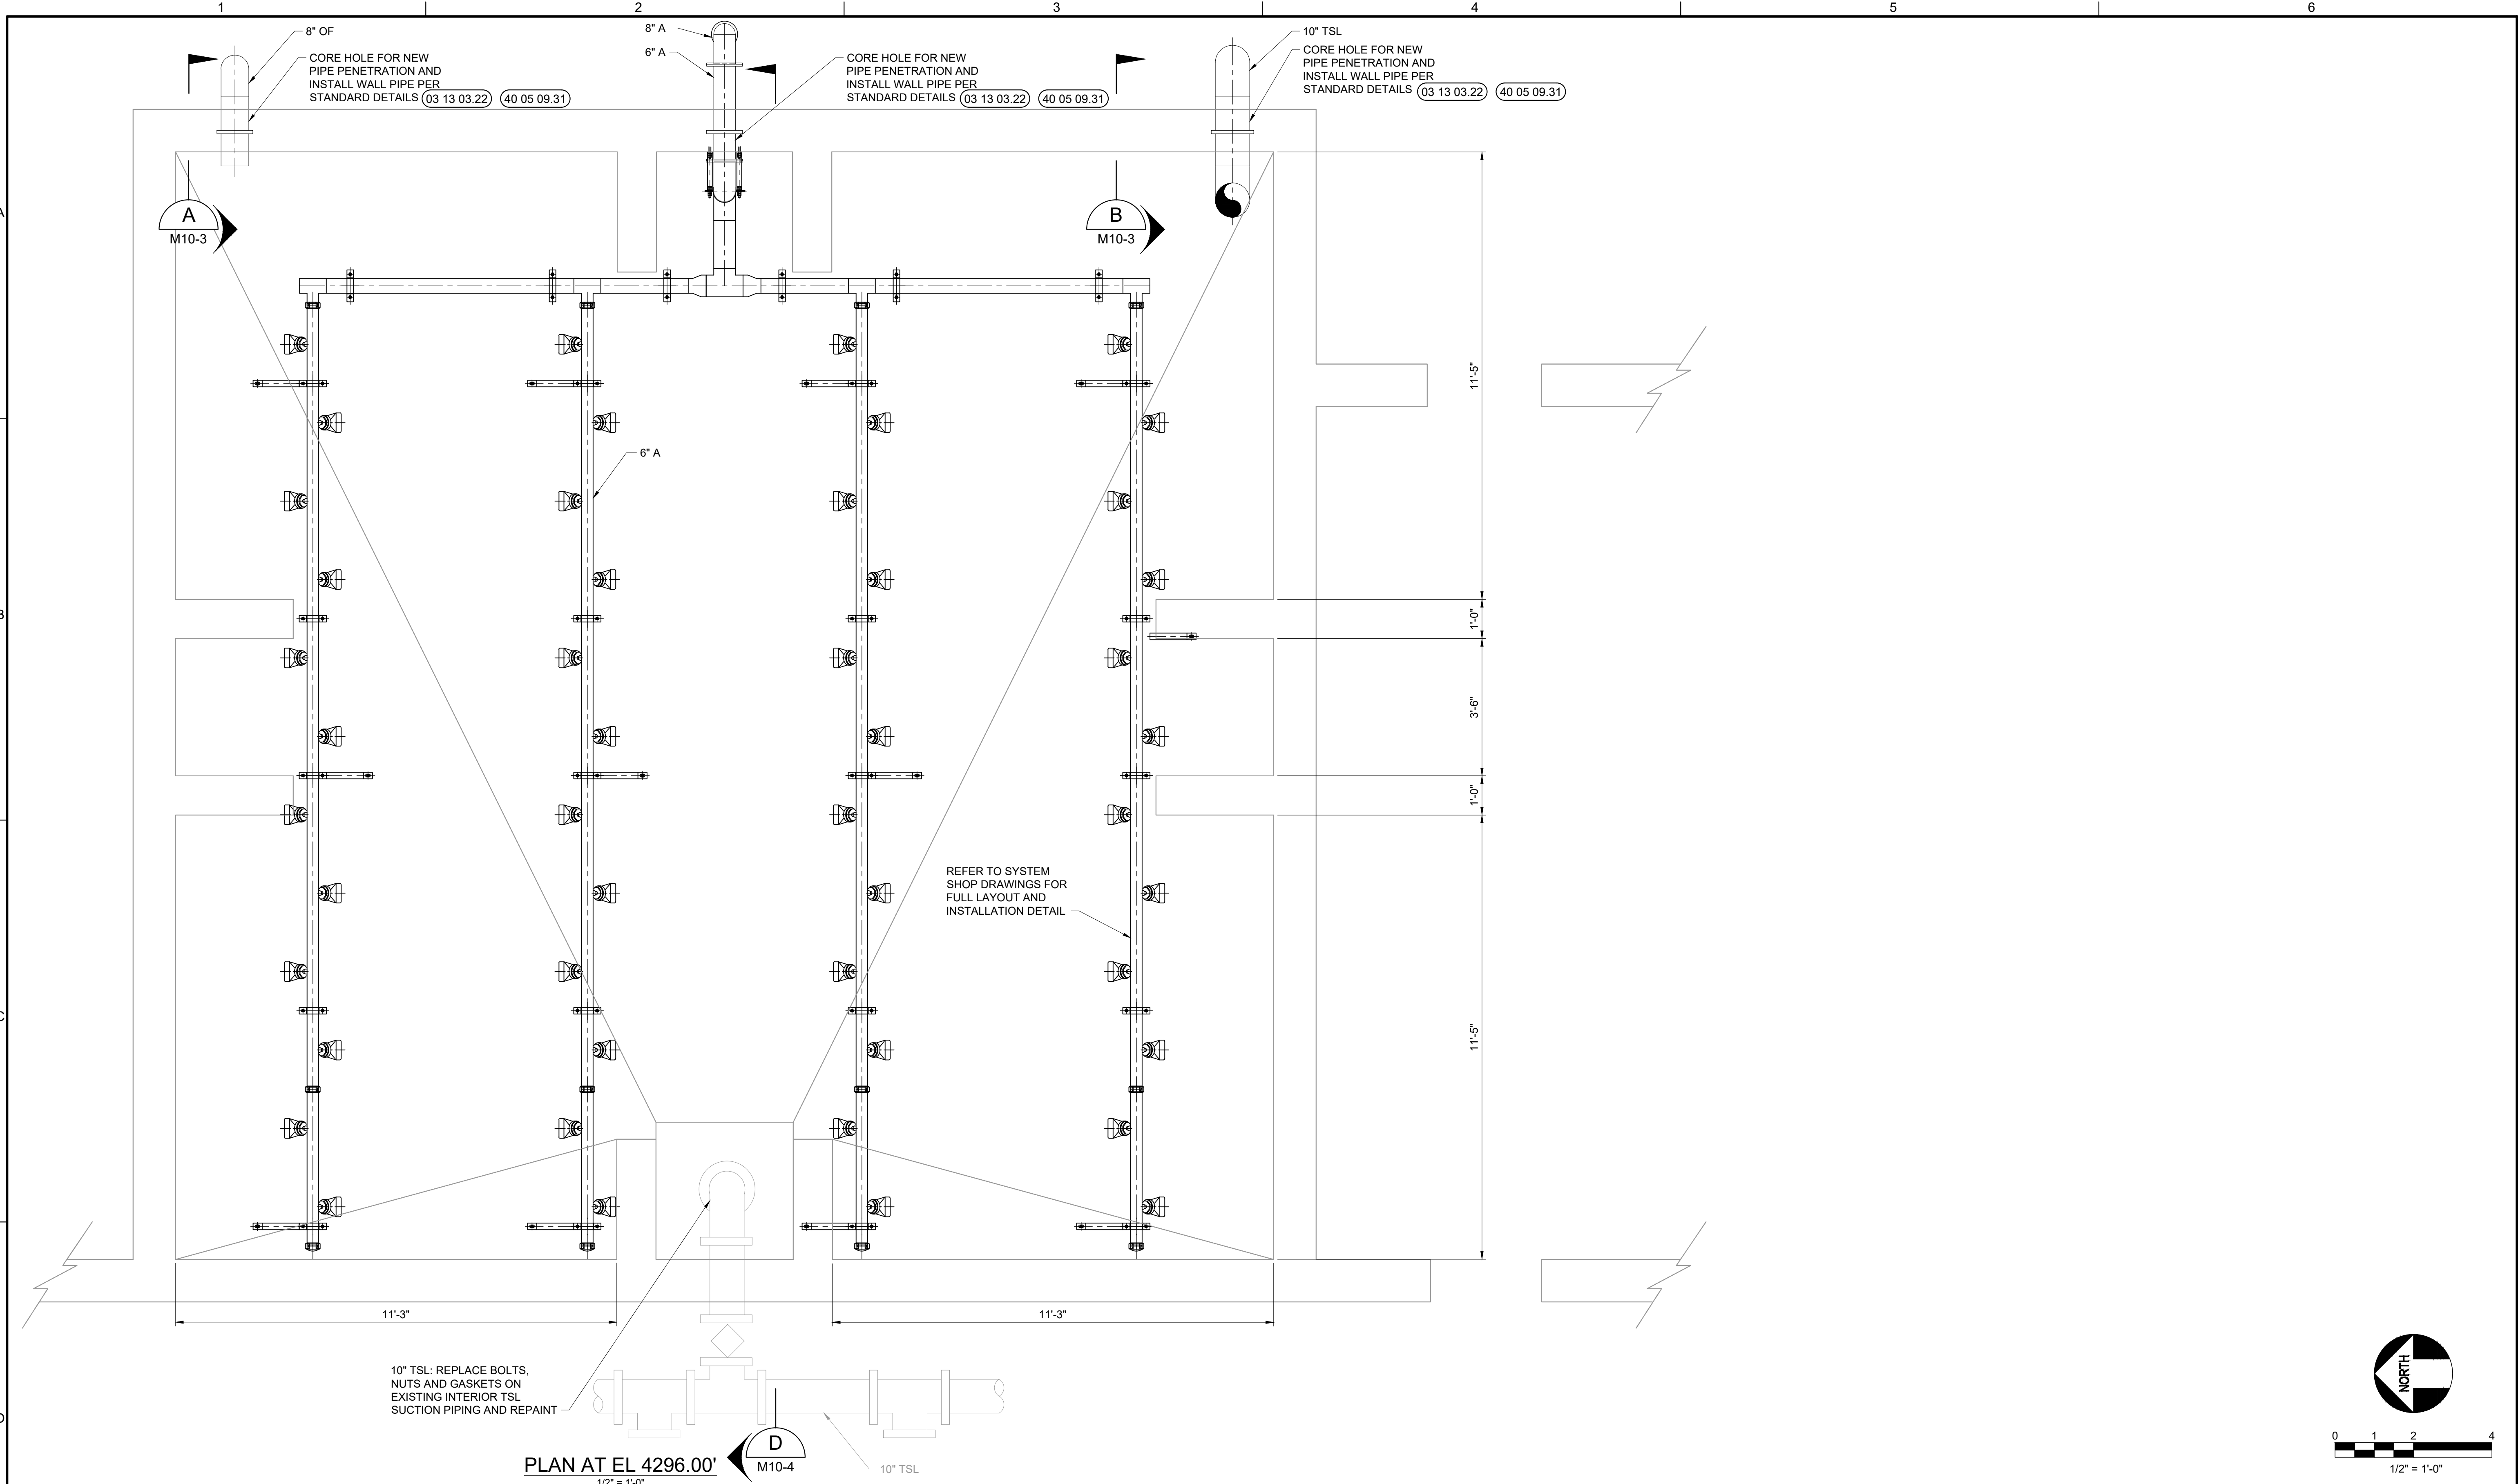 1
2
3
4
5
6
8" OF
CORE HOLE FOR NEW
PIPE PENETRATION AND
INSTALL WALL PIPE PER
STANDARD DETAILS 03 13 03.22 40 05 09.31
8" A
6" A
CORE HOLE FOR NEW
PIPE PENETRATION AND
INSTALL WALL PIPE PER
STANDARD DETAILS 03 13 03.22 40 05 09.31
10" TSL
CORE HOLE FOR NEW
PIPE PENETRATION AND
INSTALL WALL PIPE PER
STANDARD DETAILS 03 13 03.22 40 05 09.31
A
A
M10-3
B
M10-3
11'-5"
6" A
B
1'-0"
3'-6"
1'-0"
REFER TO SYSTEM
SHOP DRAWINGS FOR
FULL LAYOUT AND
INSTALLATION DETAIL
C
11'-5"
11'-3"
11'-3"
10" TSL: REPLACE BOLTS,
NUTS AND GASKETS ON
EXISTING INTERIOR TSL
SUCTION PIPING AND REPAINT
NORTH
D
D
M10-4
10" TSL
PLAN AT EL 4296.00'
1/2" = 1'-0"
0 1 2 4
1/2" = 1'-0"